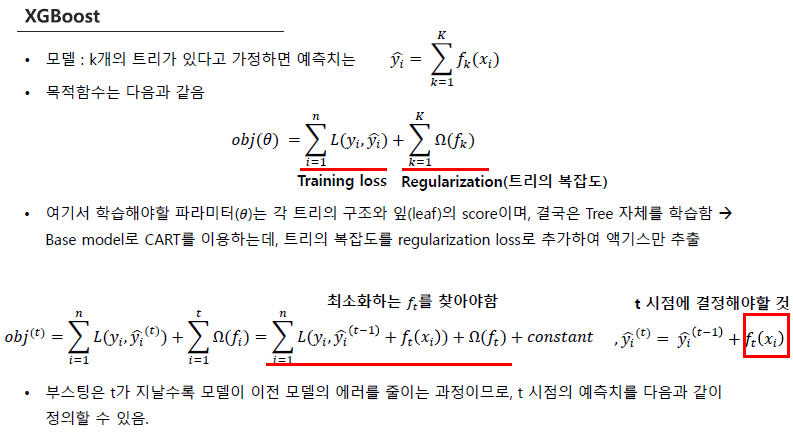 XGBoost
• 모델 : k개의 트리가 있다고 가정하면 예측치는 $\hat{y_i} = \sum_{k=1}^{K} f_k(x_i)$
• 목적함수는 다음과 같음
$obj(\theta) = \sum_{i=1}^{n} L(y_i, \hat{y_i}) + \sum_{k=1}^{K} \Omega(f_k)$
Training loss Regularization(트리의 복잡도)
• 여기서 학습해야할 파라미터(θ)는 각 트리의 구조와 잎(leaf)의 score이며, 결국은 Tree 자체를 학습함 →
Base model로 CART를 이용하는데, 트리의 복잡도를 regularization loss로 추가하여 액기스만 추출
최소화하는 $f_t$를 찾아야함 t 시점에 결정해야할 것
$obj^{(t)} = \sum_{i=1}^{n} L(y_i, \hat{y}_i^{(t)}) + \sum_{i=1}^{t} \Omega(f_i) = \sum_{i=1}^{n} L(y_i, \hat{y}_i^{(t-1)} + f_t(x_i)) + \Omega(f_t) + constant$ , $\hat{y}_i^{(t)} = \hat{y}_i^{(t-1)} + f_t(x_i)$
• 부스팅은 t가 지날수록 모델이 이전 모델의 에러를 줄이는 과정이므로, t 시점의 예측치를 다음과 같이
정의할 수 있음.